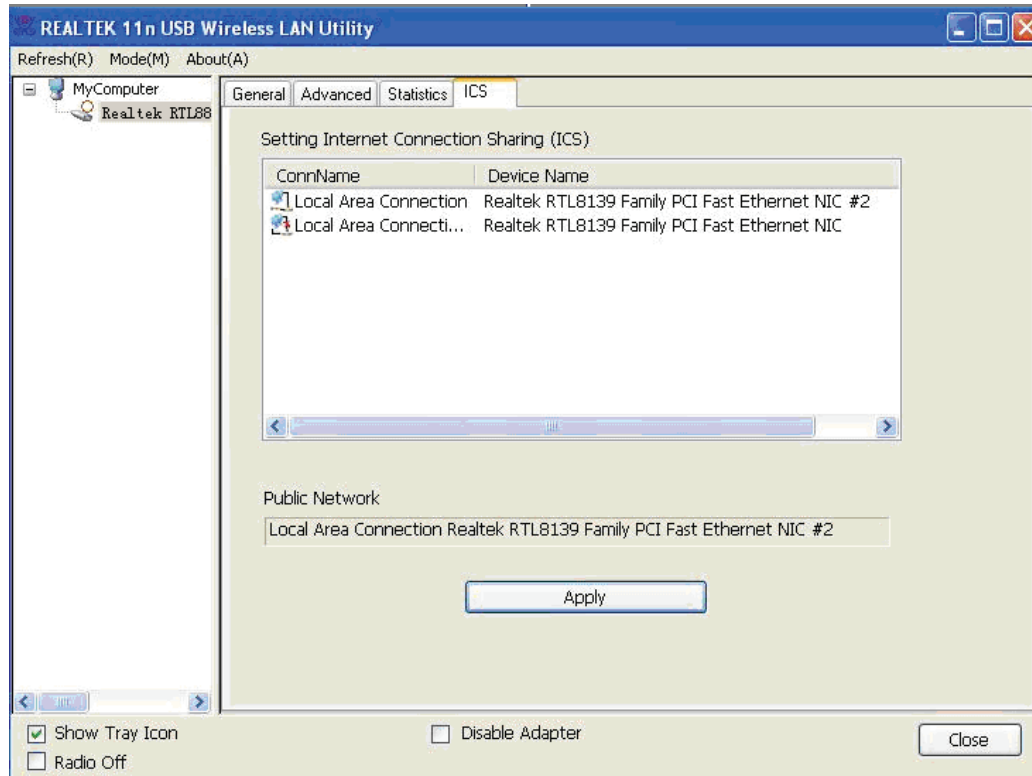 REALTEK 11n USB Wireless LAN Utility
Refresh(R) Mode(M) About(A)
MyComputer
Realtek RTL88
General Advanced Statistics ICS
Setting Internet Connection Sharing (ICS)
ConnName Device Name
Local Area Connection Realtek RTL8139 Family PCI Fast Ethernet NIC #2
Local Area Connecti... Realtek RTL8139 Family PCI Fast Ethernet NIC
Public Network
Local Area Connection Realtek RTL8139 Family PCI Fast Ethernet NIC #2
Apply
Show Tray Icon
Disable Adapter
Close
Radio Off